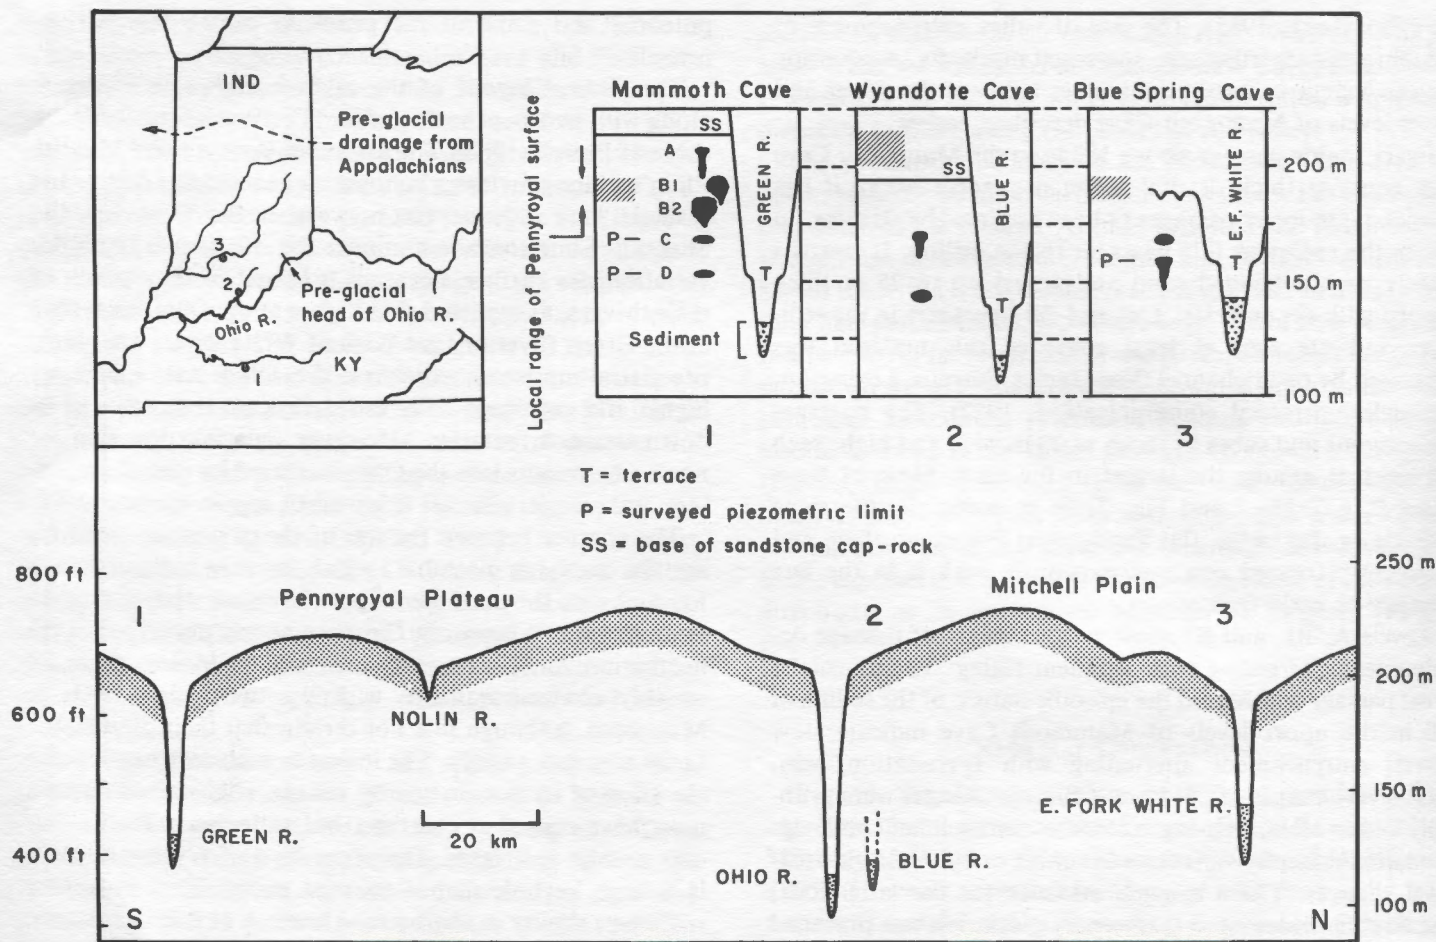 IND
Pre-glacial
drainage from
Appalachians
3
2
Ohio R.
Pre-glacial
head of Ohio R.
1
KY
Local range of Pennyroyal surface
Mammoth Cave
Wyandotte Cave
Blue Spring Cave
SS
A
B1
B2
P — C
P — D
GREEN R.
T
Sediment
SS
BLUE R.
T
P —
E.F. WHITE R.
T
200 m
150 m
100 m
1
2
3
T = terrace
P = surveyed piezometric limit
SS = base of sandstone cap-rock
800 ft
600 ft
400 ft
250 m
200 m
150 m
100 m
1
Pennyroyal Plateau
2
Mitchell Plain
3
NOLIN R.
GREEN R.
20 km
OHIO R.
BLUE R.
E. FORK WHITE R.
S
N